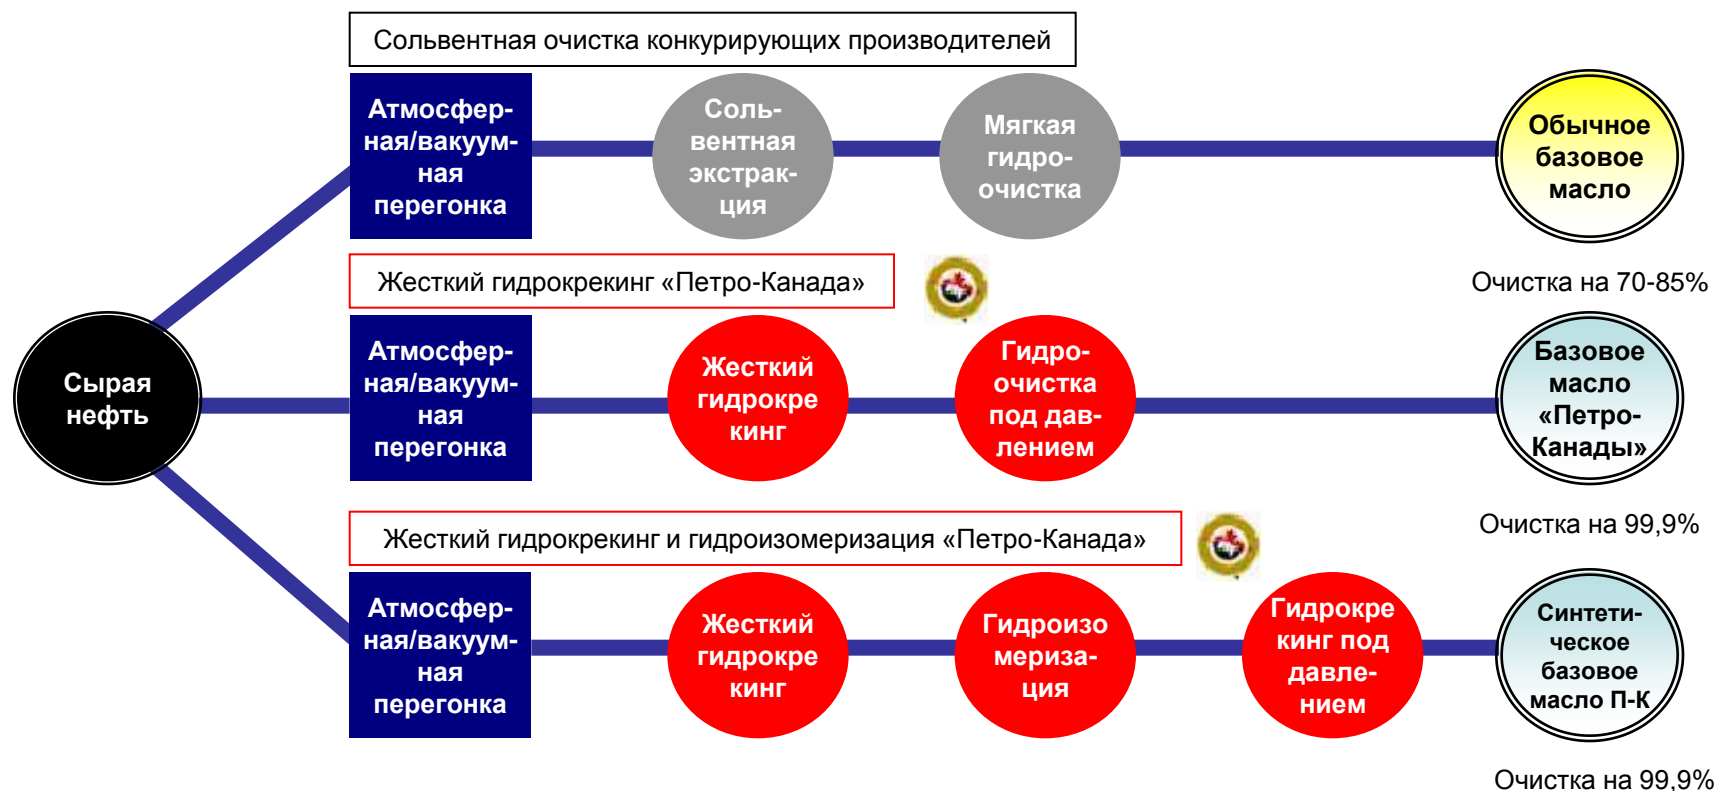 Сольвентная очистка конкурирующих производителей
Атмосфер-
ная/вакуум-
ная
перегонка
Соль-
вентная
экстрак-
ция
Мягкая
гидро-
очистка
Обычное
базовое
масло
Очистка на 70-85%
Жесткий гидрокрекинг «Петро-Канада»
Сырая
нефть
Атмосфер-
ная/вакуум-
ная
перегонка
Жесткий
гидрокре
кинг
Гидро-
очистка
под дав-
лением
Базовое
масло
«Петро-
Канады»
Очистка на 99,9%
Жесткий гидрокрекинг и гидроизомеризация «Петро-Канада»
Атмосфер-
ная/вакуум-
ная
перегонка
Жесткий
гидрокре
кинг
Гидроизо
мериза-
ция
Гидрокре
кинг под
давле-
нием
Синтети-
ческое
базовое
масло П-К
Очистка на 99,9%